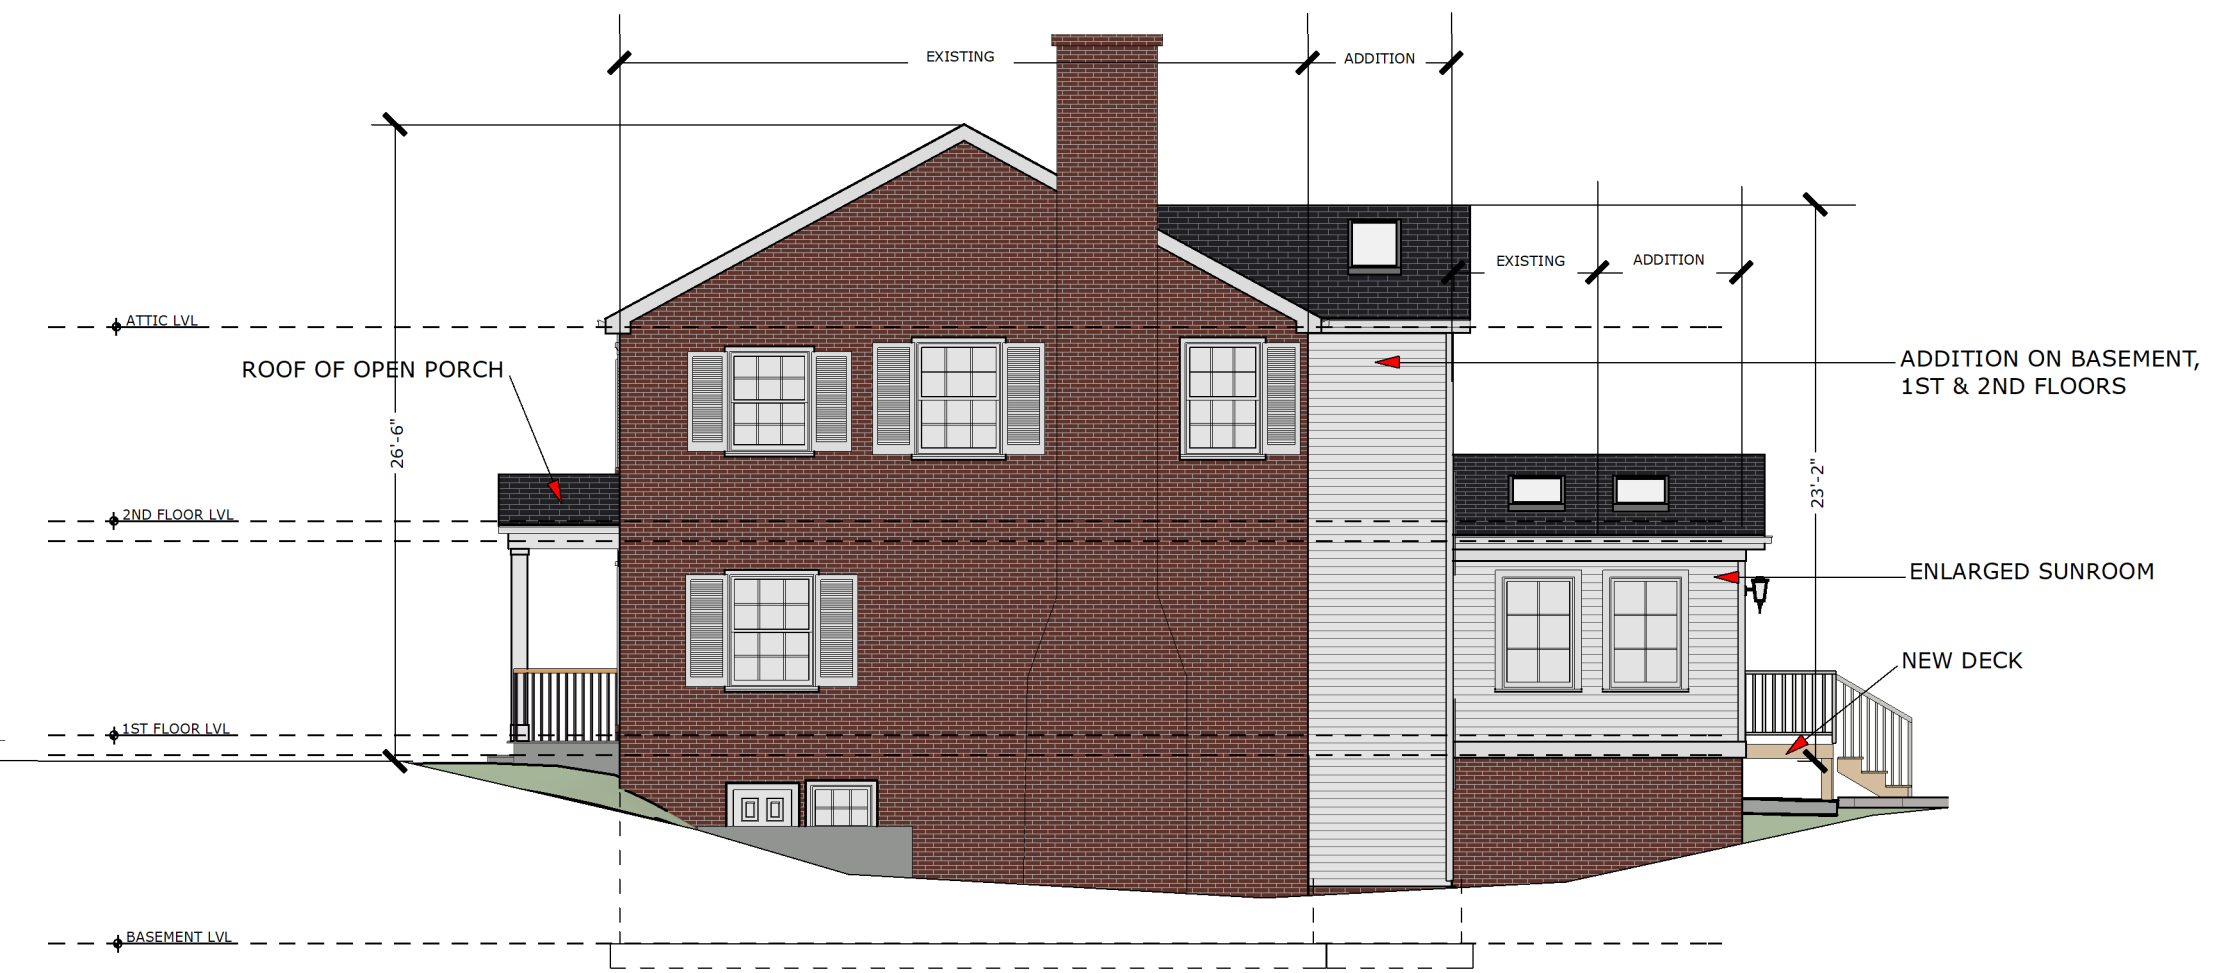 EXISTING
ADDITION
EXISTING
ADDITION
ATTIC LVL
ROOF OF OPEN PORCH
ADDITION ON BASEMENT,
1ST & 2ND FLOORS
26'-6"
23'-2"
2ND FLOOR LVL
ENLARGED SUNROOM
NEW DECK
1ST FLOOR LVL
BASEMENT LVL